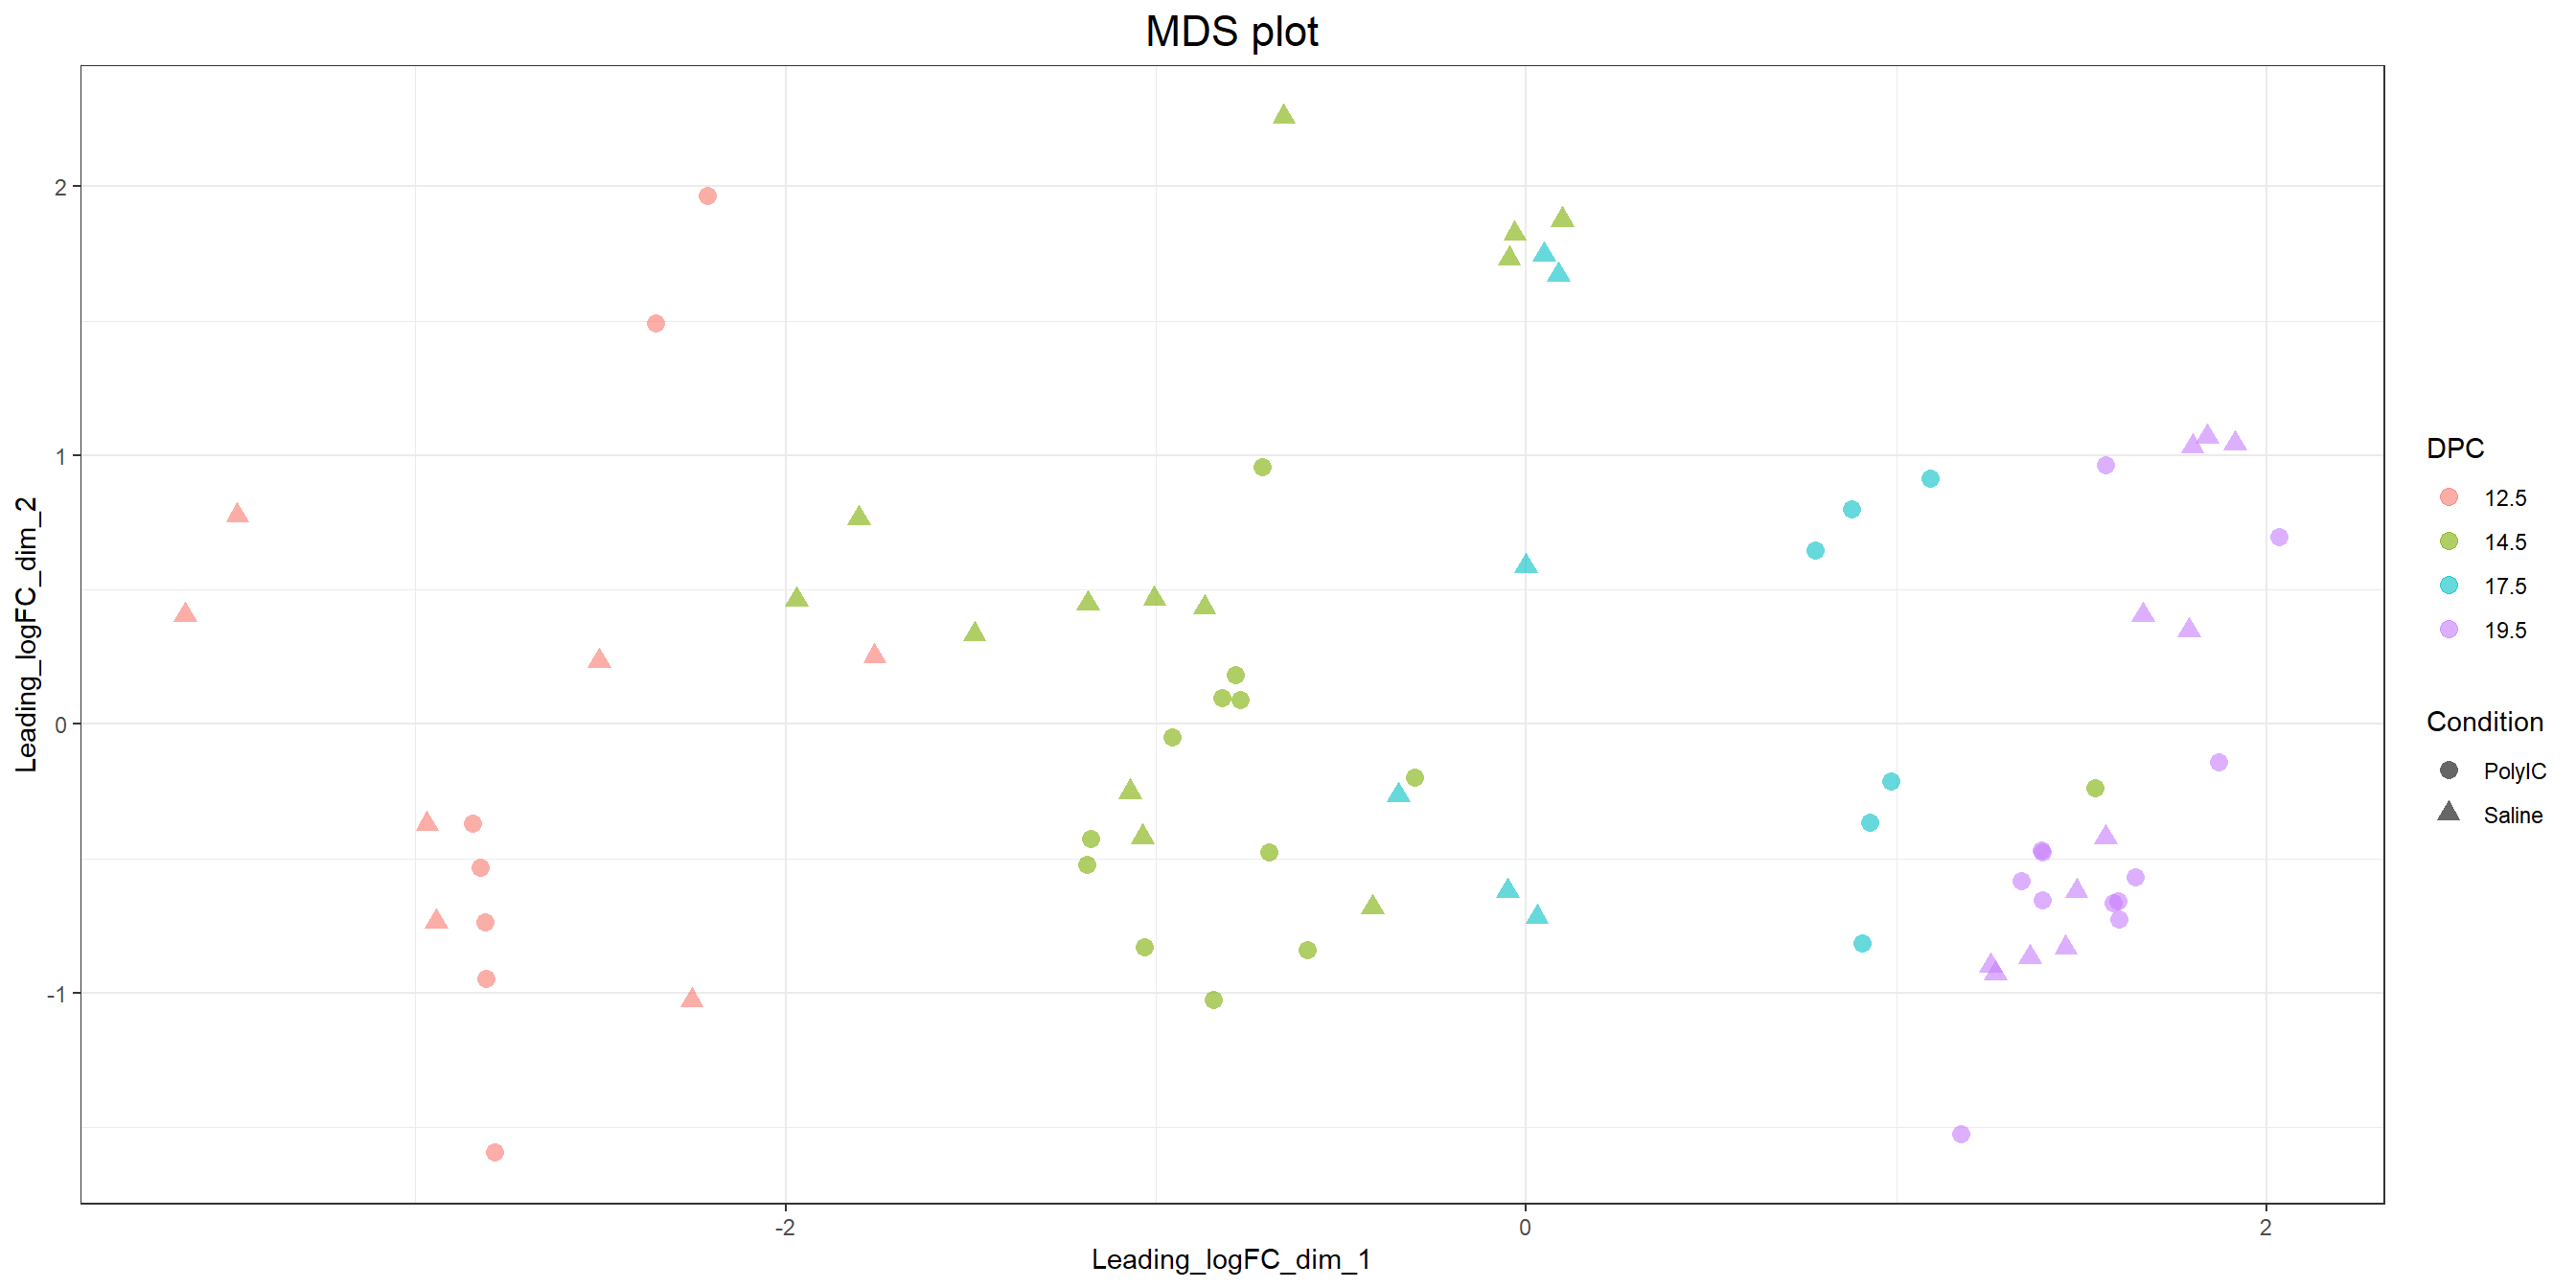 MDS plot
2
1
0
-1
Leading_logFC_dim_2
-2
0
2
Leading_logFC_dim_1
DPC
12.5
14.5
17.5
19.5
Condition
PolyIC
Saline